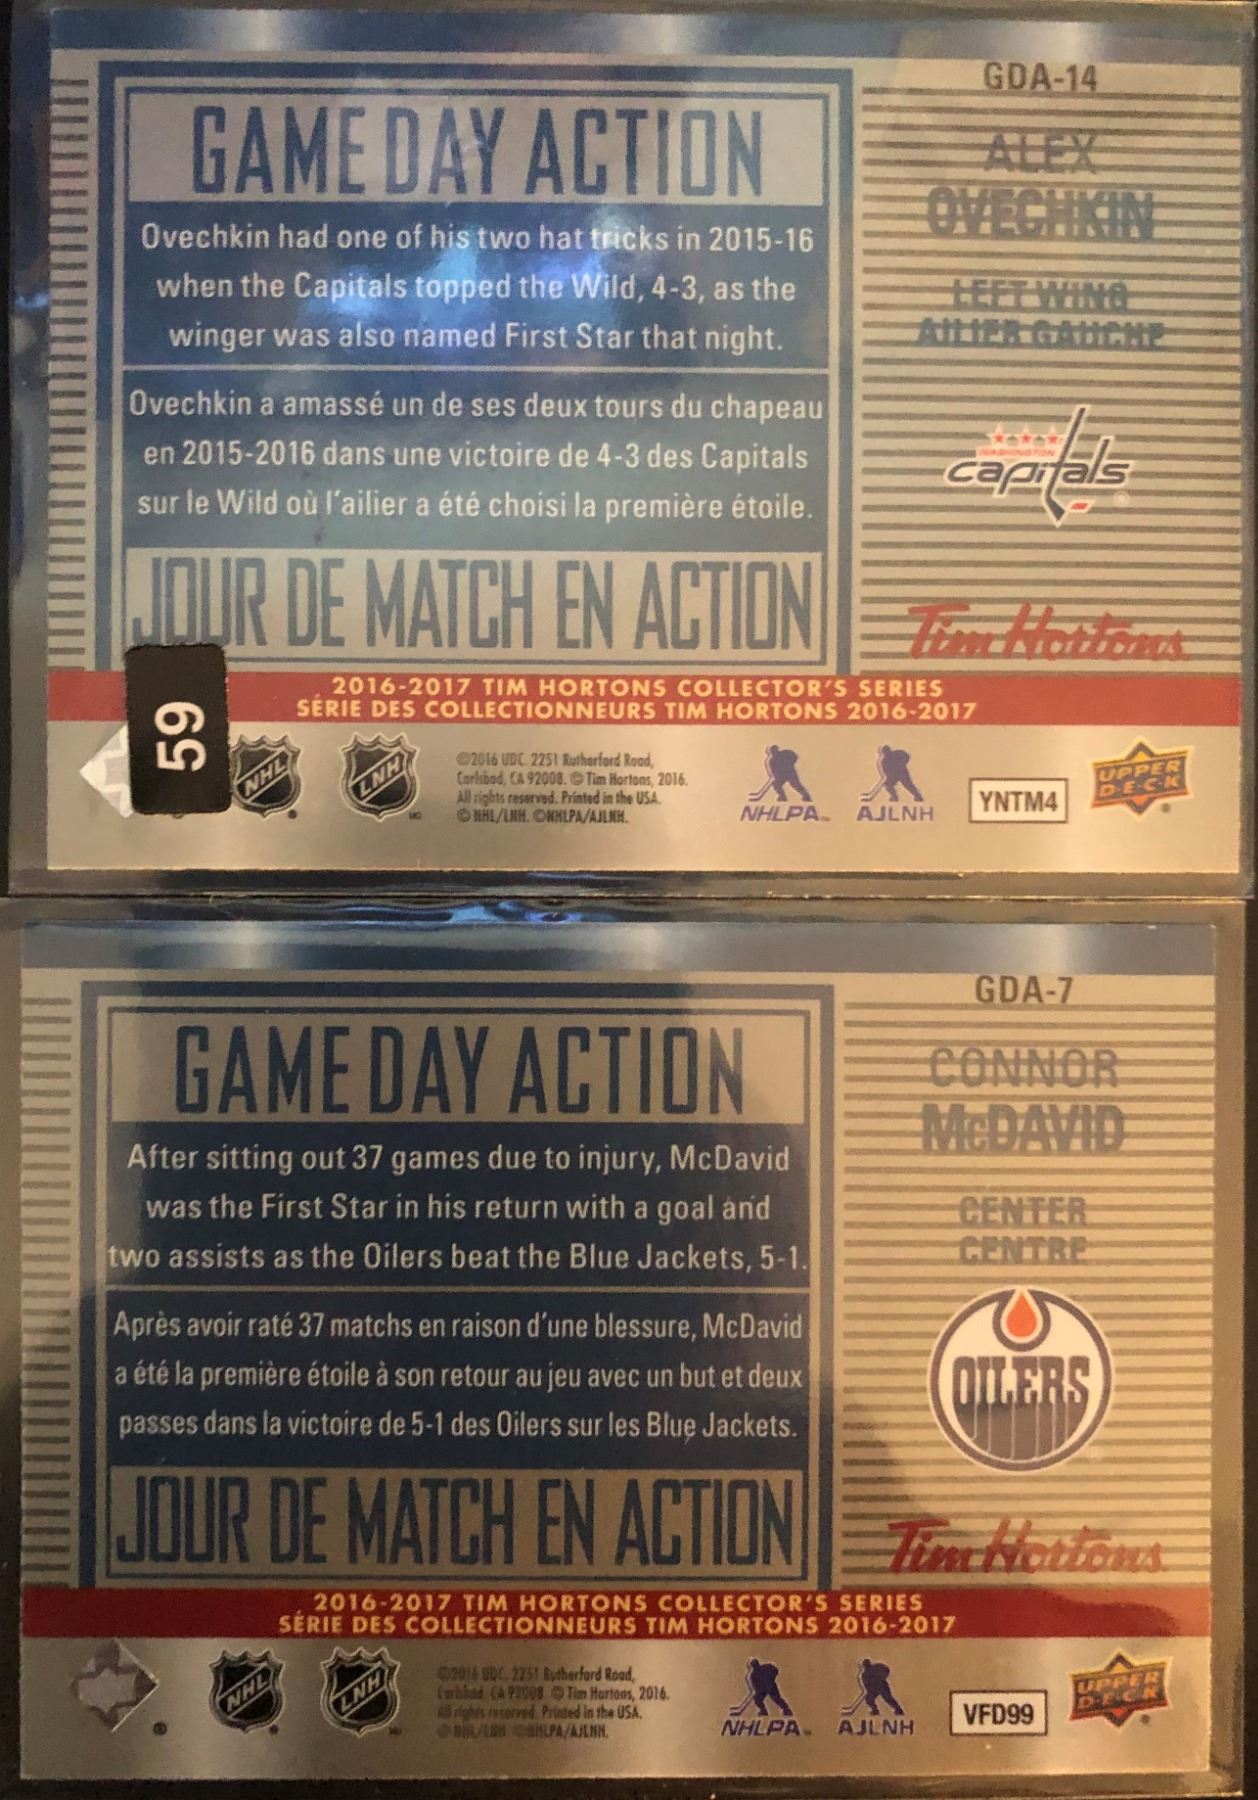 GAME DAY ACTION
Ovechkin had one of his two hat tricks in 2015-16
when the Capitals topped the Wild, 4-3, as the
winger was also named First Star that night.
Ovechkin a amassé un de ses deux tours du chapeau
en 2015-2016 dans une victoire de 4-3 des Capitals
sur le Wild où l'ailier a été choisi la première étoile.
JOUR DE MATCH EN ACTION
GDA-14
ALEX
OVECHKIN
LEFT WING
AILIER GAUCHE
WASHINGTON
capitals
Tim Hortons
2016-2017 TIM HORTONS COLLECTOR'S SERIES
SÉRIE DES COLLECTIONNEURS TIM HORTONS 2016-2017
59
NHL
LNH
©2016 UDC. 2251 Rutherford Road,
Carlsbad, CA 92008. © Tim Hortons, 2016.
All rights reserved. Printed in the USA.
© NHL/LNH. ©NHLPA/AJLNH.
NHLPA
AJLNH
YNTM4
UPPER
DECK
GAME DAY ACTION
After sitting out 37 games due to injury, McDavid
was the First Star in his return with a goal and
two assists as the Oilers beat the Blue Jackets, 5-1.
Après avoir raté 37 matchs en raison d'une blessure, McDavid
a été la première étoile à son retour au jeu avec un but et deux
passes dans la victoire de 5-1 des Oilers sur les Blue Jackets.
JOUR DE MATCH EN ACTION
GDA-7
CONNOR
McDAVID
CENTER
CENTRE
OILERS
Tim Hortons
2016-2017 TIM HORTONS COLLECTOR'S SERIES
SÉRIE DES COLLECTIONNEURS TIM HORTONS 2016-2017
NHL
LNH
©2016 UDC. 2251 Rutherford Road,
Carlsbad, CA 92008. © Tim Hortons, 2016.
All rights reserved. Printed in the USA.
© NHL/LNH. ©NHLPA/AJLNH.
NHLPA
AJLNH
VFD99
UPPER
DECK